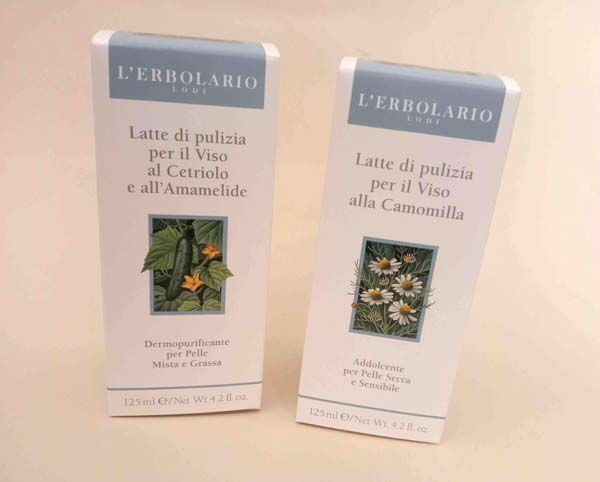 L'ERBOLARIO
LODI
Latte di pulizia
per il Viso
al Cetriolo
e all'Amamelide
Dermopurificante
per Pelle
Mista e Grassa
125 ml ℮/Net Wt. 4.2 fl. oz.
L'ERBOLARIO
LODI
Latte di pulizia
per il Viso
alla Camomilla
Addolcente
per Pelle Secca
e Sensibile
125 ml ℮/Net Wt. 4.2 fl. oz.